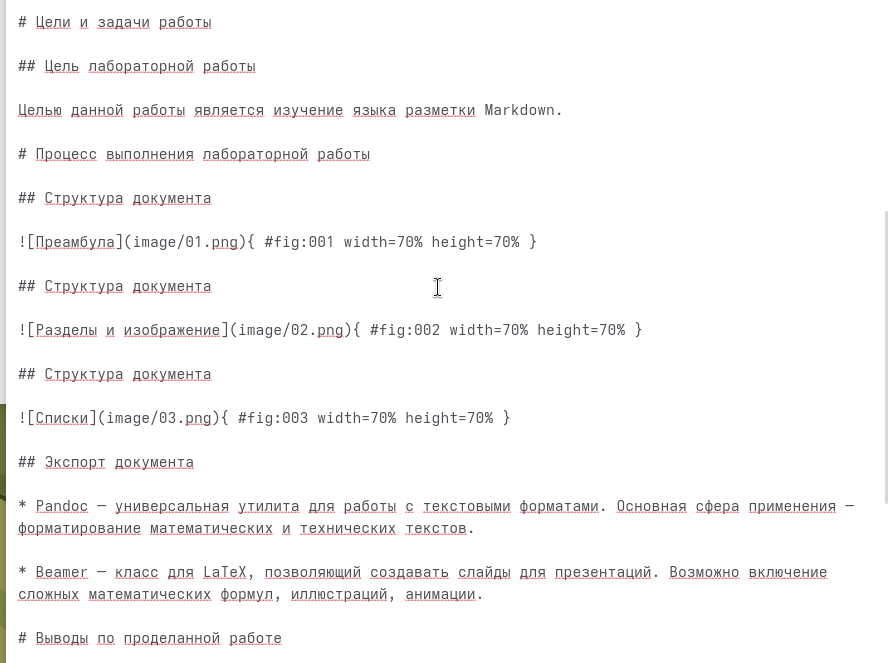 # Цели и задачи работы
## Цель лабораторной работы
Целью данной работы является изучение языка разметки Markdown.
# Процесс выполнения лабораторной работы
## Структура документа
![Преамбула](image/01.png){ #fig:001 width=70% height=70% }
## Структура документа
![Разделы и изображение](image/02.png){ #fig:002 width=70% height=70% }
## Структура документа
![Списки](image/03.png){ #fig:003 width=70% height=70% }
## Экспорт документа
* Pandoc — универсальная утилита для работы с текстовыми форматами. Основная сфера применения —
форматирование математических и технических текстов.
* Beamer — класс для LaTeX, позволяющий создавать слайды для презентаций. Возможно включение
сложных математических формул, иллюстраций, анимации.
# Выводы по проделанной работе